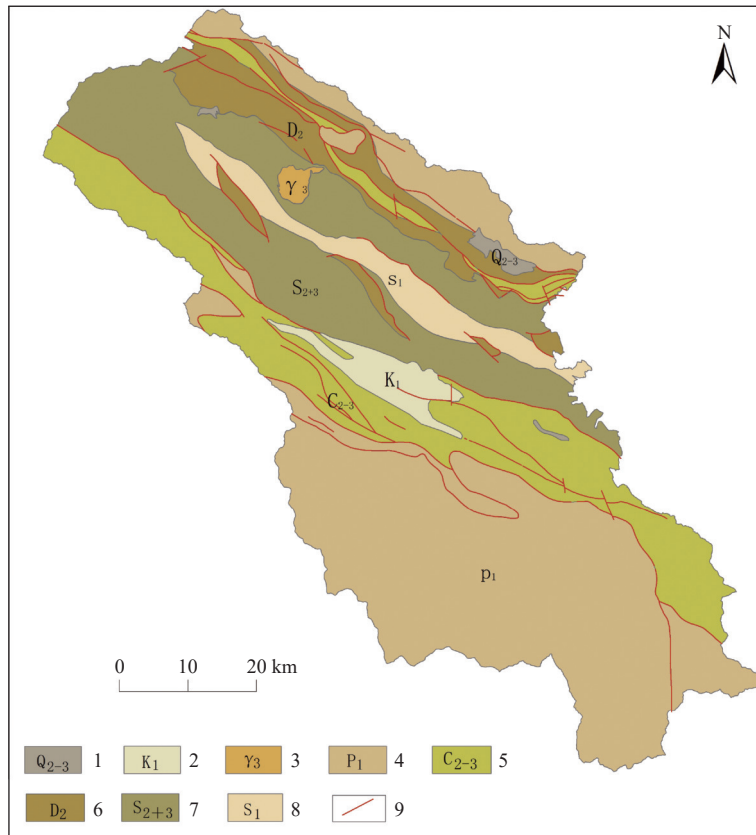 N
D₂
γ ₃
Q₂₋₃
S₁
S₂₊₃
K₁
C₂₋₃
p₁
0 10 20 km
Q₂₋₃ 1 K₁ 2 γ₃ 3 P₁ 4 C₂₋₃ 5
D₂ 6 S₂₊₃ 7 S₁ 8 9